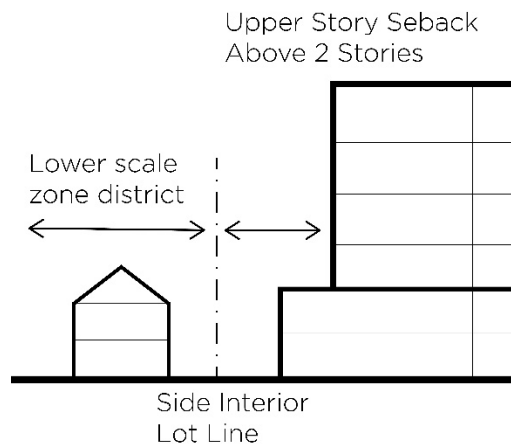 Upper Story Seback
Above 2 Stories
Lower scale
zone district
Side Interior
Lot Line